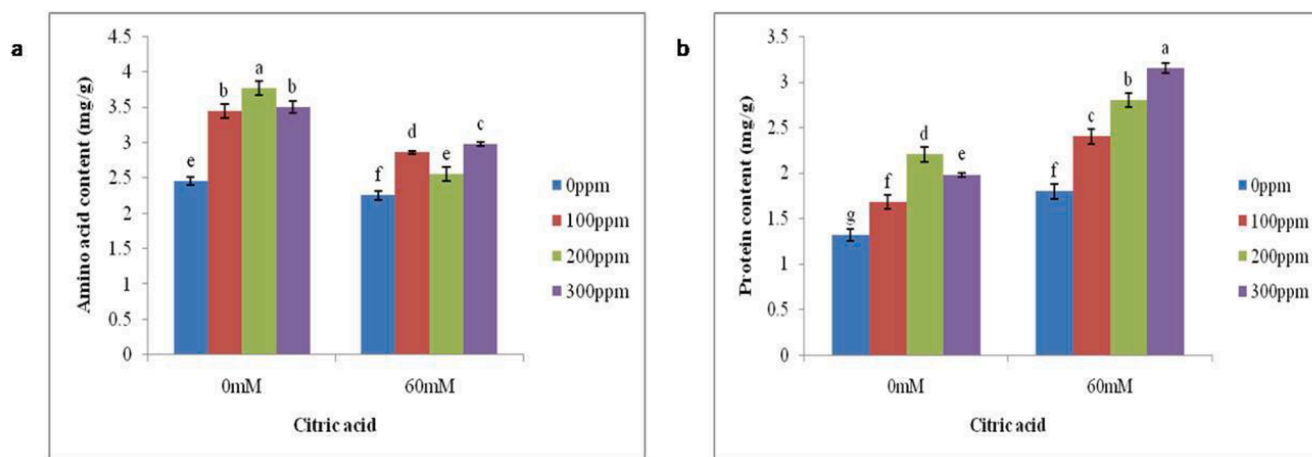 a
Amino acid content (mg/g)
4.5
4
3.5
3
2.5
2
1.5
1
0.5
0
e
b
a
b
f
d
e
c
0mM
60mM
Citric acid
0ppm
100ppm
200ppm
300ppm
b
Protein content (mg/g)
3.5
3
2.5
2
1.5
1
0.5
0
g
f
d
e
f
c
b
a
0mM
60mM
Citric acid
0ppm
100ppm
200ppm
300ppm